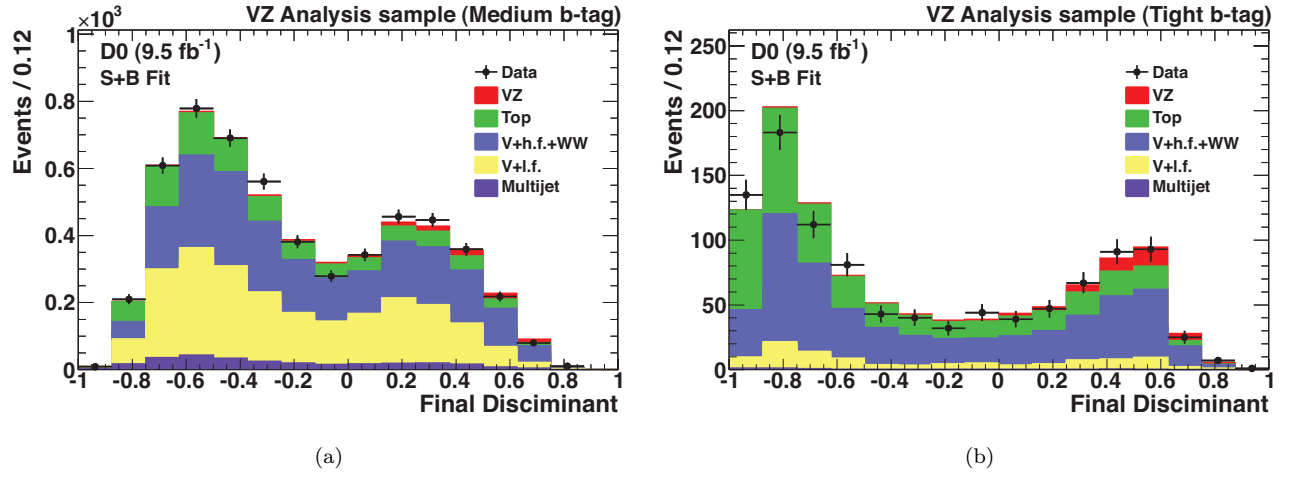 VZ Analysis sample (Medium b-tag)
×10³
Events / 0.12
D0 (9.5 fb⁻¹)
S+B Fit
Data
VZ
Top
V+h.f.+WW
V+l.f.
Multijet
1
0.8
0.6
0.4
0.2
0
-1 -0.8 -0.6 -0.4 -0.2 0 0.2 0.4 0.6 0.8 1
Final Disciminant
(a)
VZ Analysis sample (Tight b-tag)
Events / 0.12
D0 (9.5 fb⁻¹)
S+B Fit
Data
VZ
Top
V+h.f.+WW
V+l.f.
Multijet
250
200
150
100
50
0
-1 -0.8 -0.6 -0.4 -0.2 0 0.2 0.4 0.6 0.8 1
Final Disciminant
(b)